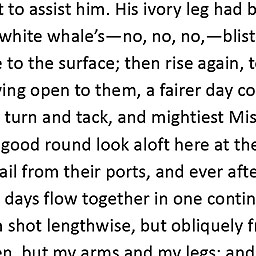 t to assist him. His ivory leg had b
white whale's—no, no, no,—blist
to the surface; then rise again, t
ing open to them, a fairer day co
turn and tack, and mightiest Mis
good round look aloft here at the
ail from their ports, and ever afte
days flow together in one contin
shot lengthwise, but obliquely f
en, but my arms and my legs; and